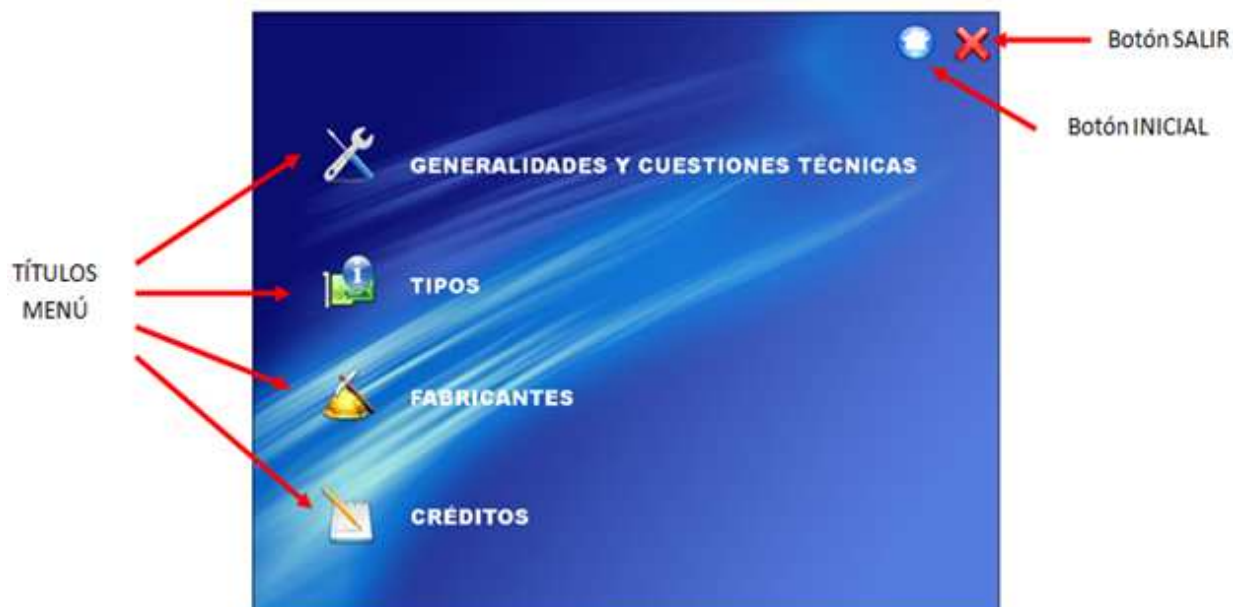 Botón SALIR
Botón INICIAL
GENERALIDADES Y CUESTIONES TÉCNICAS
TÍTULOS
MENÚ
TIPOS
FABRICANTES
CRÉDITOS